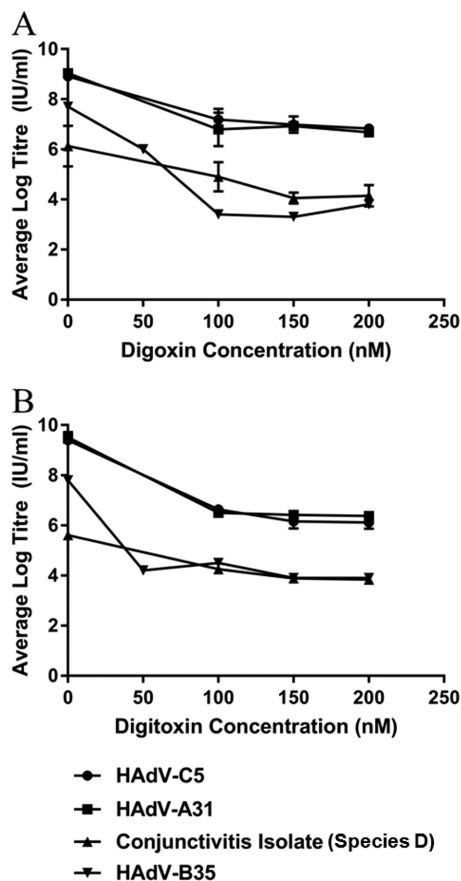 A
10
8
6
4
2
0
Average Log Titre (IU/ml)
0 50 100 150 200 250
Digoxin Concentration (nM)
B
10
8
6
4
2
0
Average Log Titre (IU/ml)
0 50 100 150 200 250
Digitoxin Concentration (nM)
HAdV-C5
HAdV-A31
Conjunctivitis Isolate (Species D)
HAdV-B35